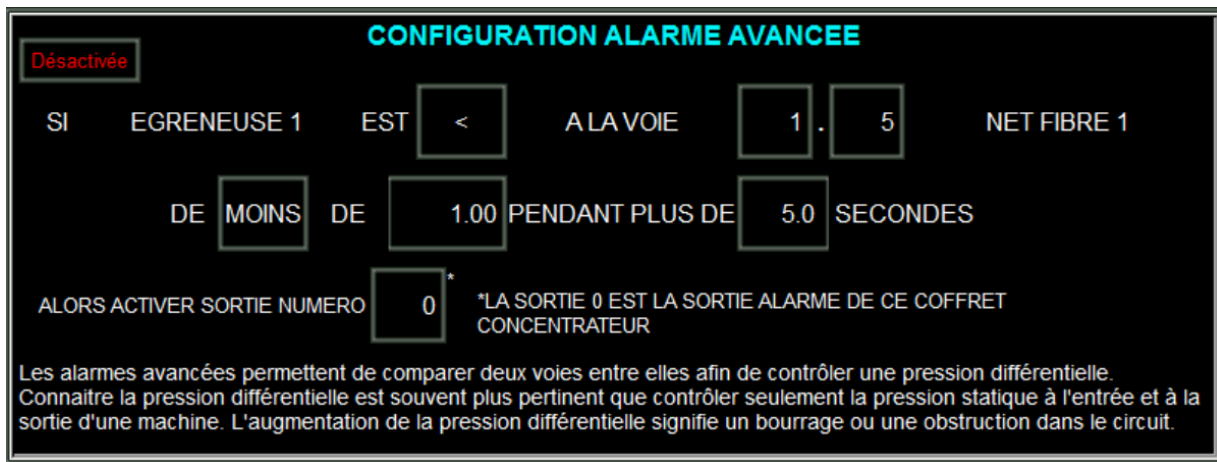 CONFIGURATION ALARME AVANCEE
Désactivée
SI EGRENEUSE 1 EST < A LA VOIE 1 . 5 NET FIBRE 1
DE MOINS DE 1.00 PENDANT PLUS DE 5.0 SECONDES
ALORS ACTIVER SORTIE NUMERO 0 * *LA SORTIE 0 EST LA SORTIE ALARME DE CE COFFRET
CONCENTRATEUR
Les alarmes avancées permettent de comparer deux voies entre elles afin de contrôler une pression différentielle.
Connaitre la pression différentielle est souvent plus pertinent que contrôler seulement la pression statique à l'entrée et à la
sortie d'une machine. L'augmentation de la pression différentielle signifie un bourrage ou une obstruction dans le circuit.